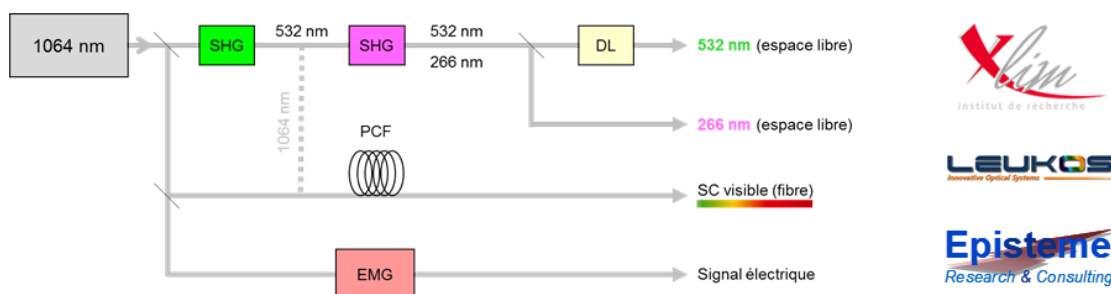 1064 nm
SHG
532 nm
SHG
532 nm
266 nm
DL
532 nm (espace libre)
1064 nm
266 nm (espace libre)
PCF
SC visible (fibre)
EMG
Signal électrique
Xlim
institut de recherche
LEUKOS
Innovative Optical Systems
Episteme
Research & Consulting